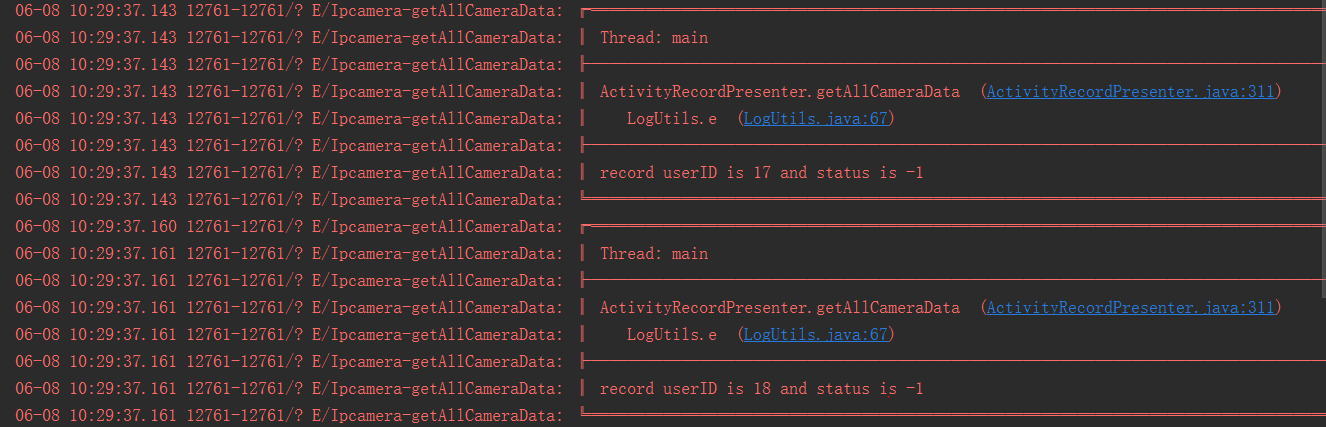 06-08 10:29:37.143 12761-12761/? E/Ipcamera-getAllCameraData: ╔════════════════════════════════════════
06-08 10:29:37.143 12761-12761/? E/Ipcamera-getAllCameraData: ║ Thread: main
06-08 10:29:37.143 12761-12761/? E/Ipcamera-getAllCameraData: ╟────────────────────────────────────────
06-08 10:29:37.143 12761-12761/? E/Ipcamera-getAllCameraData: ║ ActivityRecordPresenter.getAllCameraData (ActivityRecordPresenter.java:311)
06-08 10:29:37.143 12761-12761/? E/Ipcamera-getAllCameraData: ║ LogUtils.e (LogUtils.java:67)
06-08 10:29:37.143 12761-12761/? E/Ipcamera-getAllCameraData: ╟────────────────────────────────────────
06-08 10:29:37.143 12761-12761/? E/Ipcamera-getAllCameraData: ║ record userID is 17 and status is -1
06-08 10:29:37.143 12761-12761/? E/Ipcamera-getAllCameraData: ╚════════════════════════════════════════
06-08 10:29:37.160 12761-12761/? E/Ipcamera-getAllCameraData: ╔════════════════════════════════════════
06-08 10:29:37.161 12761-12761/? E/Ipcamera-getAllCameraData: ║ Thread: main
06-08 10:29:37.161 12761-12761/? E/Ipcamera-getAllCameraData: ╟────────────────────────────────────────
06-08 10:29:37.161 12761-12761/? E/Ipcamera-getAllCameraData: ║ ActivityRecordPresenter.getAllCameraData (ActivityRecordPresenter.java:311)
06-08 10:29:37.161 12761-12761/? E/Ipcamera-getAllCameraData: ║ LogUtils.e (LogUtils.java:67)
06-08 10:29:37.161 12761-12761/? E/Ipcamera-getAllCameraData: ╟────────────────────────────────────────
06-08 10:29:37.161 12761-12761/? E/Ipcamera-getAllCameraData: ║ record userID is 18 and status is -1
06-08 10:29:37.161 12761-12761/? E/Ipcamera-getAllCameraData: ╚════════════════════════════════════════